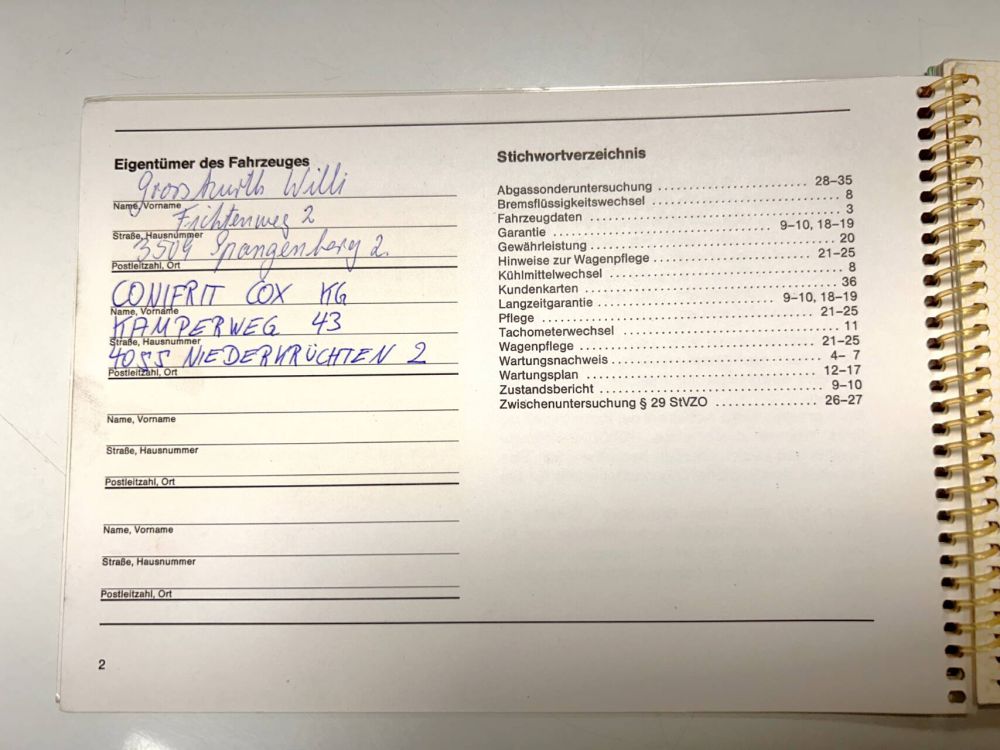 Eigentümer des Fahrzeuges
Grosskurth Willi
Name, Vorname
Fichtenweg 2
Straße, Hausnummer
3509 Spangenberg 2.
Postleitzahl, Ort
CONIFRIT COX KG
Name, Vorname
KAMPERWEG 43
Straße, Hausnummer
4055 NIEDERKRÜCHTEN 2
Postleitzahl, Ort
Name, Vorname
Straße, Hausnummer
Postleitzahl, Ort
Name, Vorname
Straße, Hausnummer
Postleitzahl, Ort
2
Stichwortverzeichnis
Abgassonderuntersuchung 28–35
Bremsflüssigkeitswechsel 8
Fahrzeugdaten 3
Garantie 9–10, 18–19
Gewährleistung 20
Hinweise zur Wagenpflege 21–25
Kühlmittelwechsel 8
Kundenkarten 36
Langzeitgarantie 9–10, 18–19
Pflege 21–25
Tachometerwechsel 11
Wagenpflege 21–25
Wartungsnachweis 4– 7
Wartungsplan 12–17
Zustandsbericht 9–10
Zwischenuntersuchung § 29 StVZO 26–27